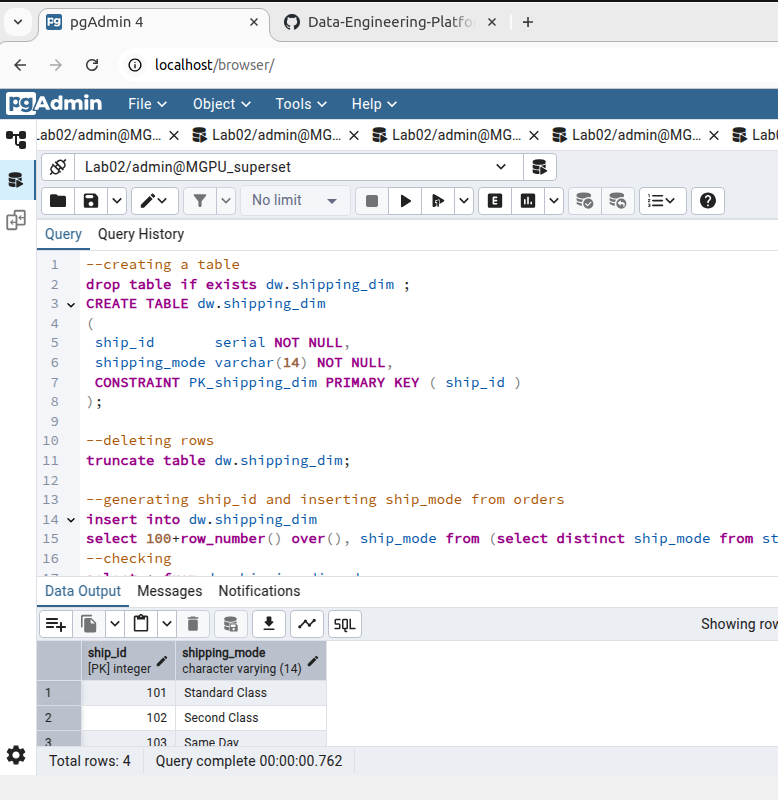 pgAdmin 4
Data-Engineering-Platfo
localhost/browser/
pgAdmin File Object Tools Help
Lab02/admin@MG... Lab02/admin@MG... Lab02/admin@MG... Lab02/admin@MG... Lab0
Lab02/admin@MGPU_superset
No limit
E
Query Query History
1 --creating a table
2 drop table if exists dw.shipping_dim ;
3 CREATE TABLE dw.shipping_dim
4 (
5 ship_id serial NOT NULL,
6 shipping_mode varchar(14) NOT NULL,
7 CONSTRAINT PK_shipping_dim PRIMARY KEY ( ship_id )
8 );
9
10 --deleting rows
11 truncate table dw.shipping_dim;
12
13 --generating ship_id and inserting ship_mode from orders
14 insert into dw.shipping_dim
15 select 100+row_number() over(), ship_mode from (select distinct ship_mode from st
16 --checking
Data Output Messages Notifications
SQL Showing row
ship_id shipping_mode
[PK] integer character varying (14)
1 101 Standard Class
2 102 Second Class
3 103 Same Day
Total rows: 4 Query complete 00:00:00.762